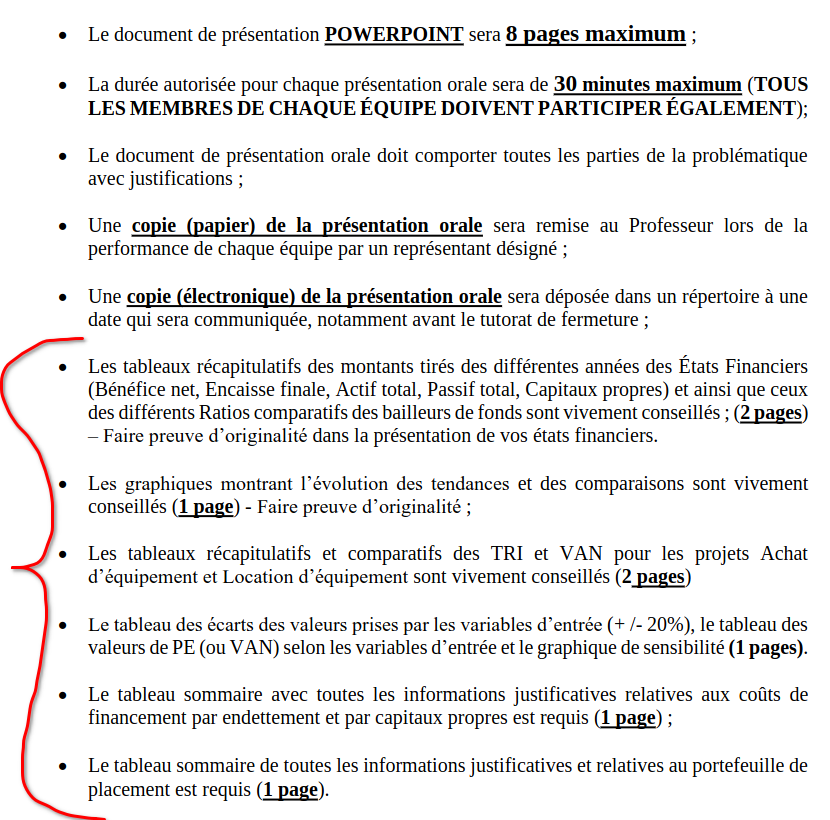 • Le document de présentation POWERPOINT sera 8 pages maximum ;
• La durée autorisée pour chaque présentation orale sera de 30 minutes maximum (TOUS
LES MEMBRES DE CHAQUE ÉQUIPE DOIVENT PARTICIPER ÉGALEMENT);
• Le document de présentation orale doit comporter toutes les parties de la problématique
avec justifications ;
• Une copie (papier) de la présentation orale sera remise au Professeur lors de la
performance de chaque équipe par un représentant désigné ;
• Une copie (électronique) de la présentation orale sera déposée dans un répertoire à une
date qui sera communiquée, notamment avant le tutorat de fermeture ;
• Les tableaux récapitulatifs des montants tirés des différentes années des États Financiers
(Bénéfice net, Encaisse finale, Actif total, Passif total, Capitaux propres) et ainsi que ceux
des différents Ratios comparatifs des bailleurs de fonds sont vivement conseillés ; (2 pages)
– Faire preuve d’originalité dans la présentation de vos états financiers.
• Les graphiques montrant l’évolution des tendances et des comparaisons sont vivement
conseillés (1 page) - Faire preuve d’originalité ;
• Les tableaux récapitulatifs et comparatifs des TRI et VAN pour les projets Achat
d’équipement et Location d’équipement sont vivement conseillés (2 pages)
• Le tableau des écarts des valeurs prises par les variables d’entrée (+ /- 20%), le tableau des
valeurs de PE (ou VAN) selon les variables d’entrée et le graphique de sensibilité (1 pages).
• Le tableau sommaire avec toutes les informations justificatives relatives aux coûts de
financement par endettement et par capitaux propres est requis (1 page) ;
• Le tableau sommaire de toutes les informations justificatives et relatives au portefeuille de
placement est requis (1 page).